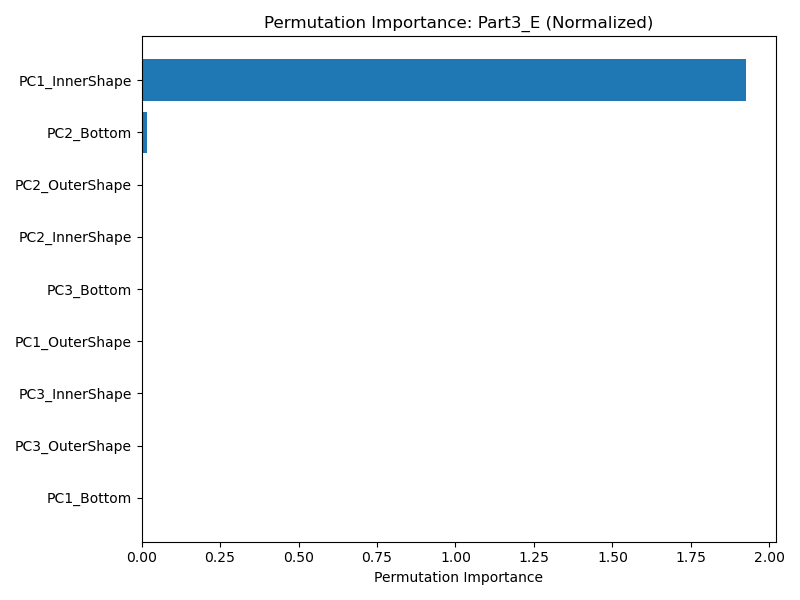 Permutation Importance: Part3_E (Normalized)
PC1_InnerShape
PC2_Bottom
PC2_OuterShape
PC2_InnerShape
PC3_Bottom
PC1_OuterShape
PC3_InnerShape
PC3_OuterShape
PC1_Bottom
0.00 0.25 0.50 0.75 1.00 1.25 1.50 1.75 2.00
Permutation Importance